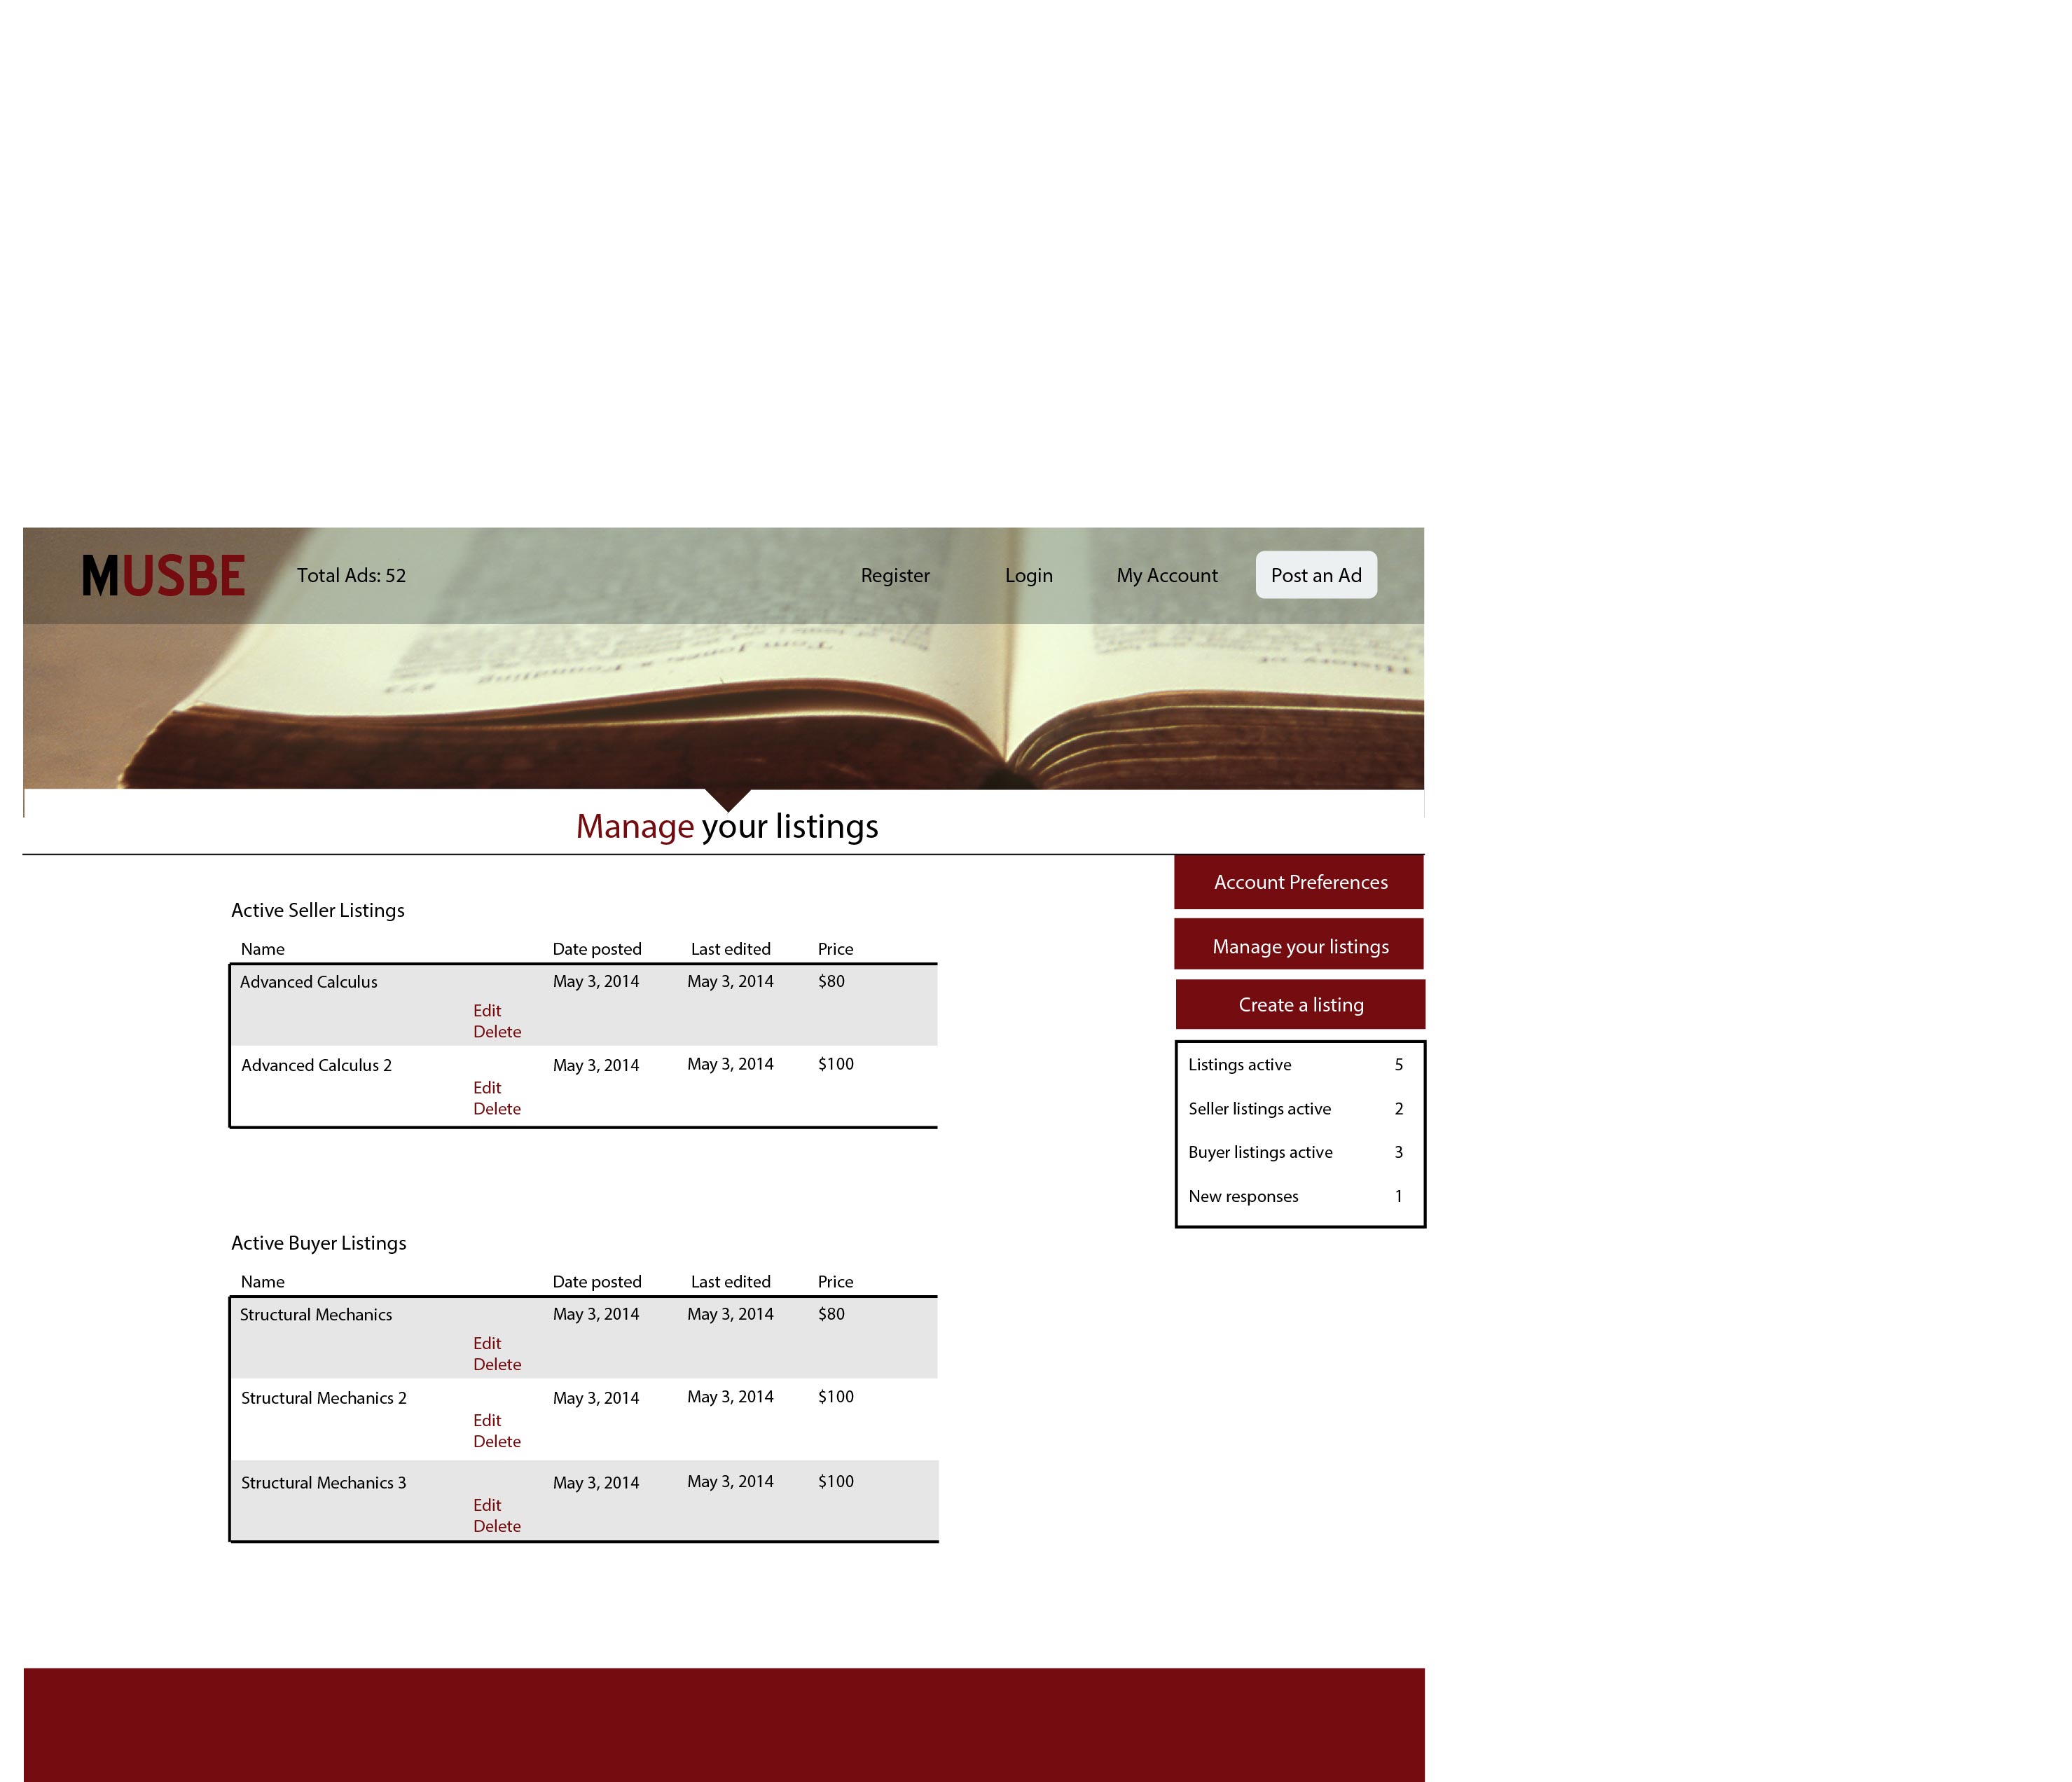 MUSBE
Total Ads: 52
Register
Login
My Account
Post an Ad
Manage your listings
Account Preferences
Manage your listings
Create a listing
Listings active 5
Seller listings active 2
Buyer listings active 3
New responses 1
Active Seller Listings
Name Date posted Last edited Price
Advanced Calculus May 3, 2014 May 3, 2014 $80
Edit
Delete
Advanced Calculus 2 May 3, 2014 May 3, 2014 $100
Edit
Delete
Active Buyer Listings
Name Date posted Last edited Price
Structural Mechanics May 3, 2014 May 3, 2014 $80
Edit
Delete
Structural Mechanics 2 May 3, 2014 May 3, 2014 $100
Edit
Delete
Structural Mechanics 3 May 3, 2014 May 3, 2014 $100
Edit
Delete